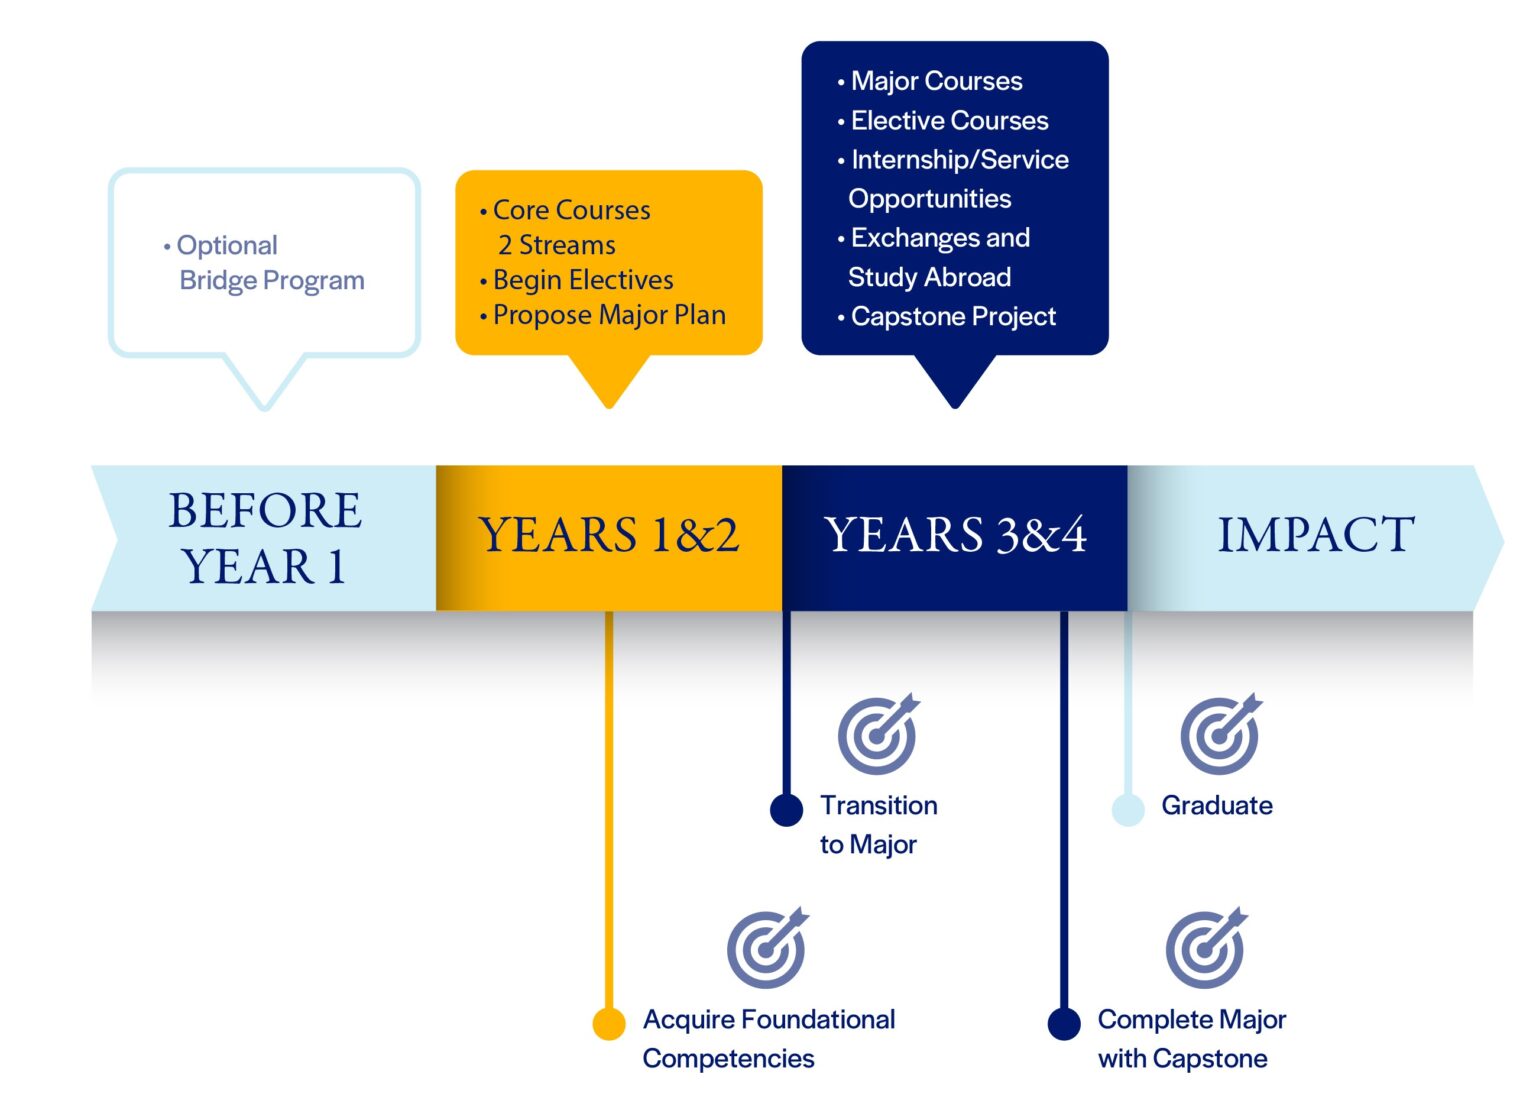 • Optional
Bridge Program
• Core Courses
2 Streams
• Begin Electives
• Propose Major Plan
• Major Courses
• Elective Courses
• Internship/Service
Opportunities
• Exchanges and
Study Abroad
• Capstone Project
BEFORE
YEAR 1
YEARS 1&2
YEARS 3&4
IMPACT
Transition
to Major
Graduate
Acquire Foundational
Competencies
Complete Major
with Capstone